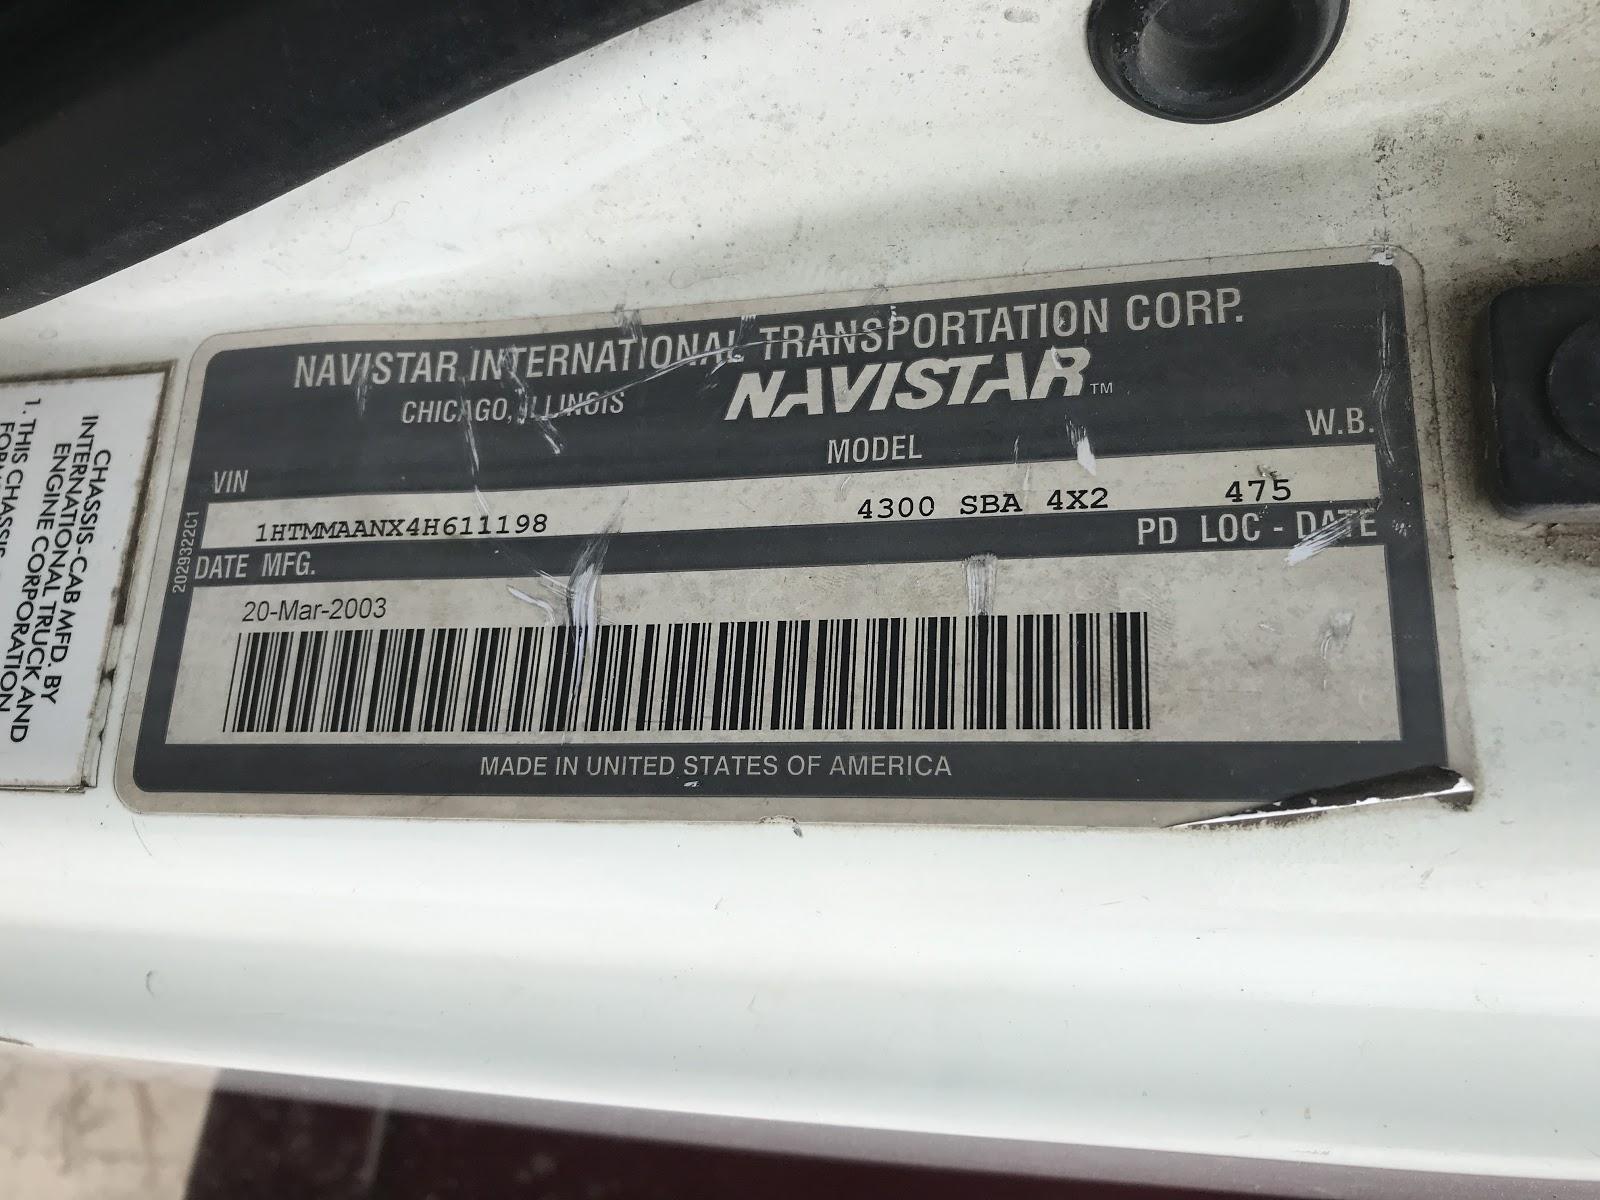 NAVISTAR INTERNATIONAL TRANSPORTATION CORP.
CHICAGO, ILLINOIS
NAVISTAR™
VIN
MODEL
W.B.
1HTMMAANX4H611198
4300 SBA 4X2
475
DATE MFG.
PD LOC - DATE
20-Mar-2003
MADE IN UNITED STATES OF AMERICA
2029322C1
CHASSIS-CAB MFD. BY
INTERNATIONAL TRUCK AND
ENGINE CORPORATION
1. THIS CHASSIS